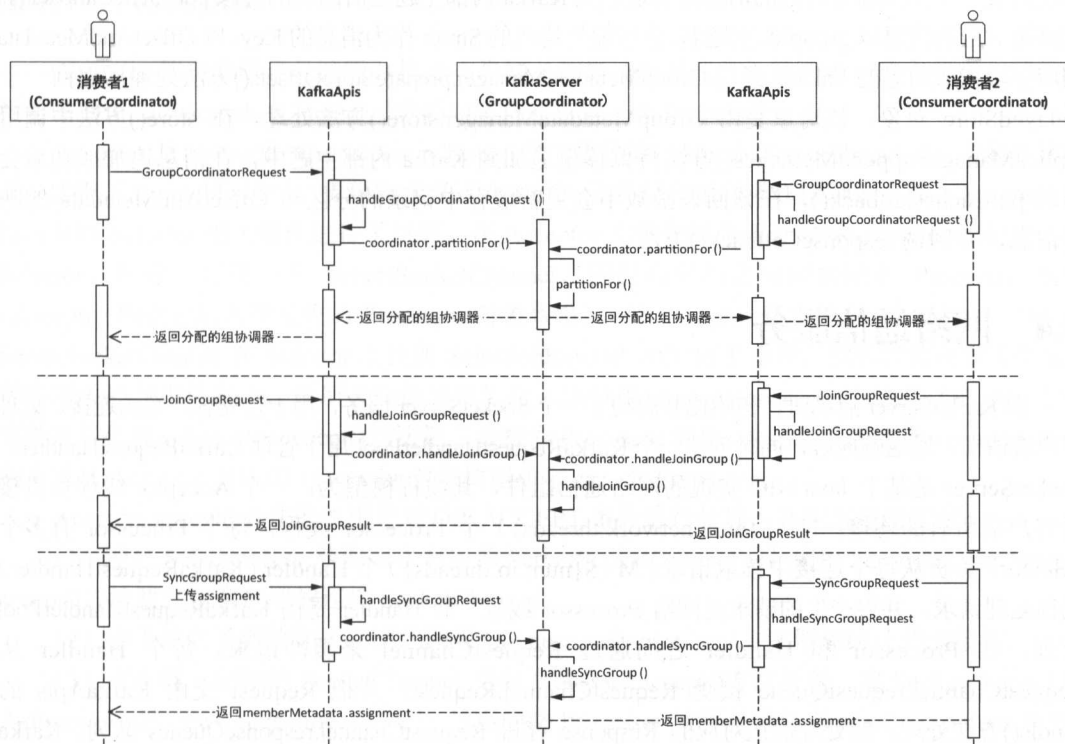 消费者1
(ConsumerCoordinator)
KafkaApis
KafkaServer
(GroupCoordinator)
KafkaApis
消费者2
(ConsumerCoordinator)
GroupCoordinatorRequest
GroupCoordinatorRequest
handleGroupCoordinatorRequest()
handleGroupCoordinatorRequest()
coordinator.partitionFor()
coordinator.partitionFor()
partitionFor()
返回分配的组协调器
返回分配的组协调器
返回分配的组协调器
返回分配的组协调器
JoinGroupRequest
JoinGroupRequest
handleJoinGroupRequest()
handleJoinGroupRequest
coordinator.handleJoinGroup()
coordinator.handleJoinGroup()
handleJoinGroup()
返回JoinGroupResult
返回JoinGroupResult
SyncGroupRequest
上传assignment
SyncGroupRequest
handleSyncGroupRequest
handleSyncGroupRequest
coordinator.handleSyncGroup()
coordinator.handleSyncGroup()
handleSyncGroup()
返回memberMetadata.assignment
返回memberMetadata.assignment